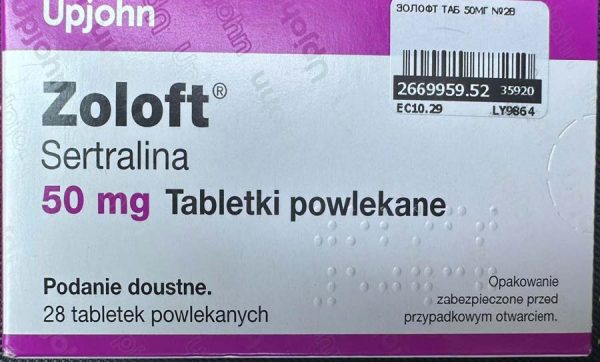 Upjohn
ЗОЛОФТ ТАБ 50МГ №28
2669959.52 35920
EC10.29 LY9864
Zoloft®
Sertralina
50 mg Tabletki powlekane
Podanie doustne.
28 tabletek powlekanych
Opakowanie
zabezpieczone przed
przypadkowym otwarciem.